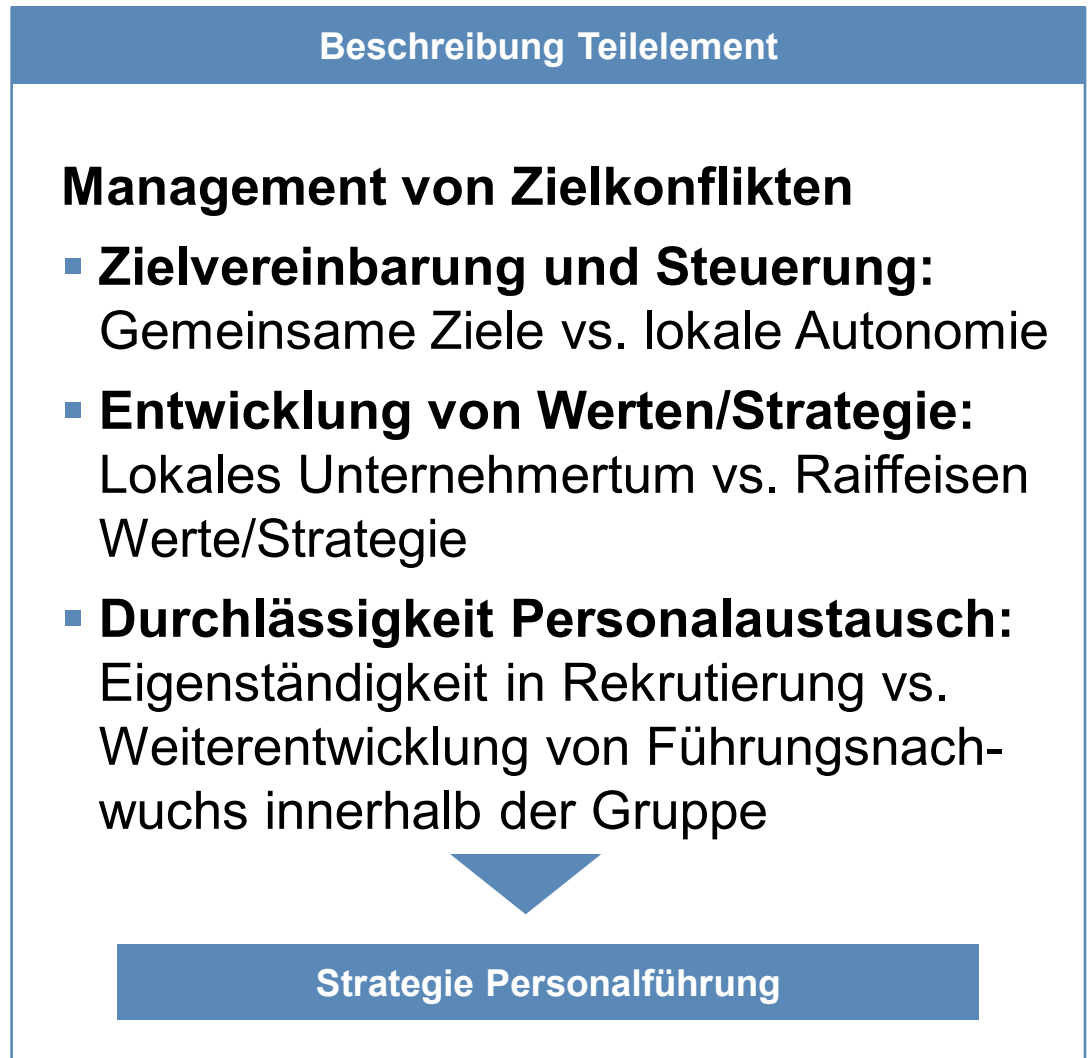 Beschreibung Teilelement
Management von Zielkonflikten
▪ Zielvereinbarung und Steuerung:
Gemeinsame Ziele vs. lokale Autonomie
▪ Entwicklung von Werten/Strategie:
Lokales Unternehmertum vs. Raiffeisen
Werte/Strategie
▪ Durchlässigkeit Personalaustausch:
Eigenständigkeit in Rekrutierung vs.
Weiterentwicklung von Führungsnach-
wuchs innerhalb der Gruppe
Strategie Personalführung